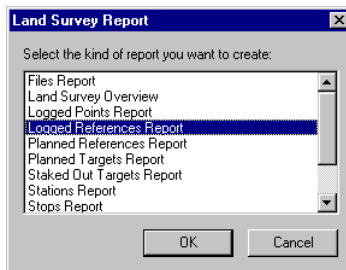 Land Survey Report
Select the kind of report you want to create:
Files Report
Land Survey Overview
Logged Points Report
Logged References Report
Planned References Report
Planned Targets Report
Staked Out Targets Report
Stations Report
Stops Report
OK
Cancel